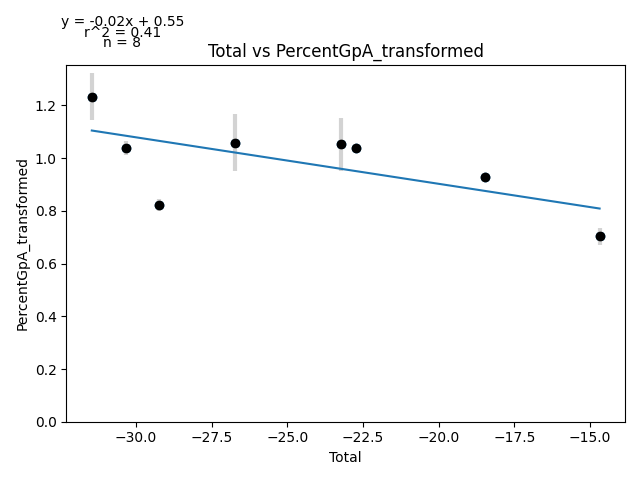 y = -0.02x + 0.55
r^2 = 0.41
n = 8
Total vs PercentGpA_transformed
PercentGpA_transformed
1.2
1.0
0.8
0.6
0.4
0.2
0.0
−30.0 −27.5 −25.0 −22.5 −20.0 −17.5 −15.0
Total